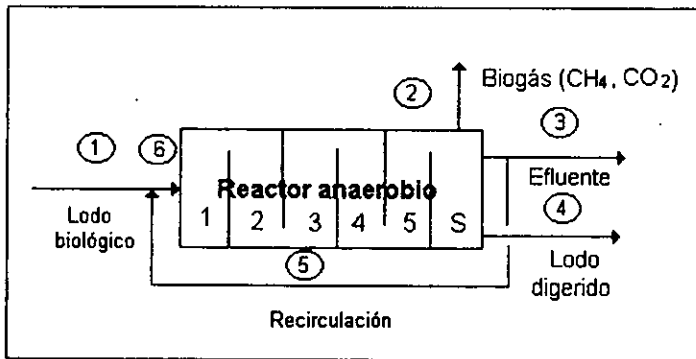 2
Biogás (CH4, CO2)
1
6
3
Reactor anaerobio
Efluente
Lodo
biológico
1 2 3 4 5 S
4
5
Lodo
digerido
Recirculación